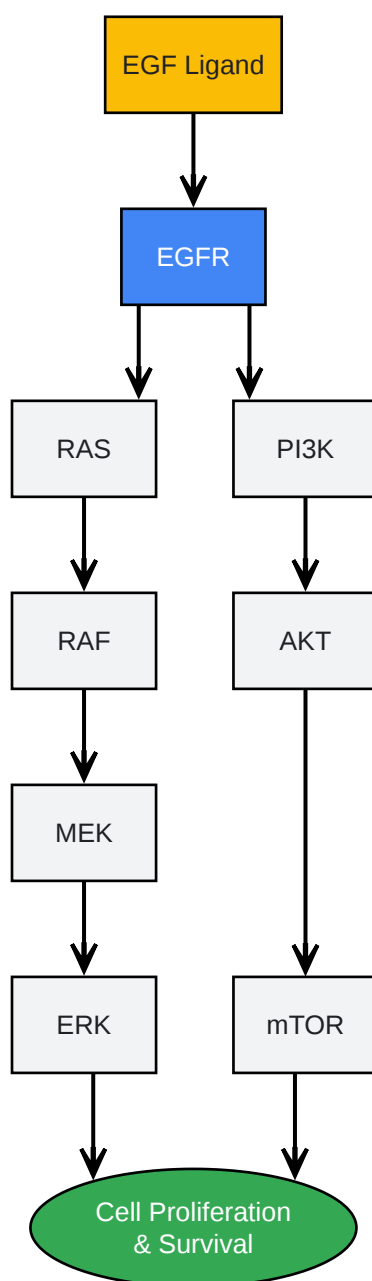 EGF Ligand
EGFR
RAS
PI3K
RAF
AKT
MEK
ERK
mTOR
Cell Proliferation
& Survival